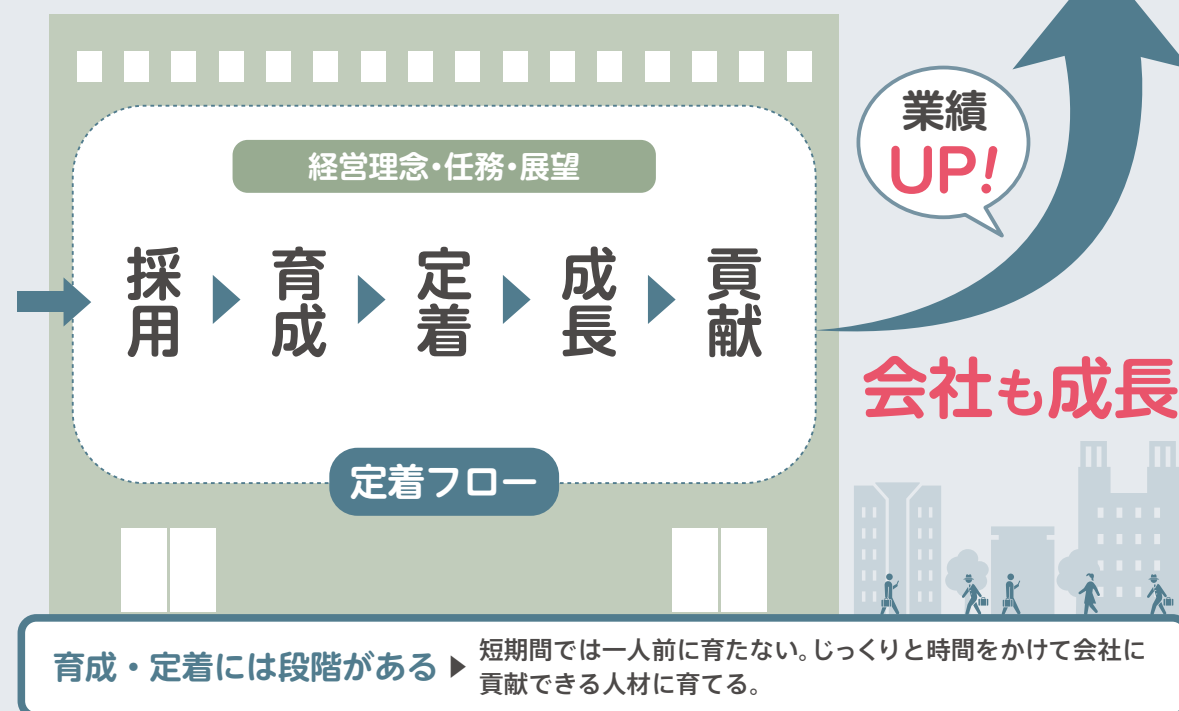 業績
UP!
経営理念・任務・展望
採用
育成
定着
成長
貢献
会社も成長
定着フロー
育成・定着には段階がある
短期間では一人前に育たない。じっくりと時間をかけて会社に
貢献できる人材に育てる。